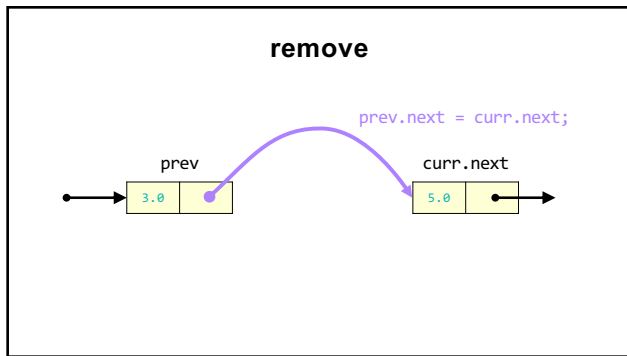 remove
prev.next = curr.next;
prev
curr.next
3.0
5.0